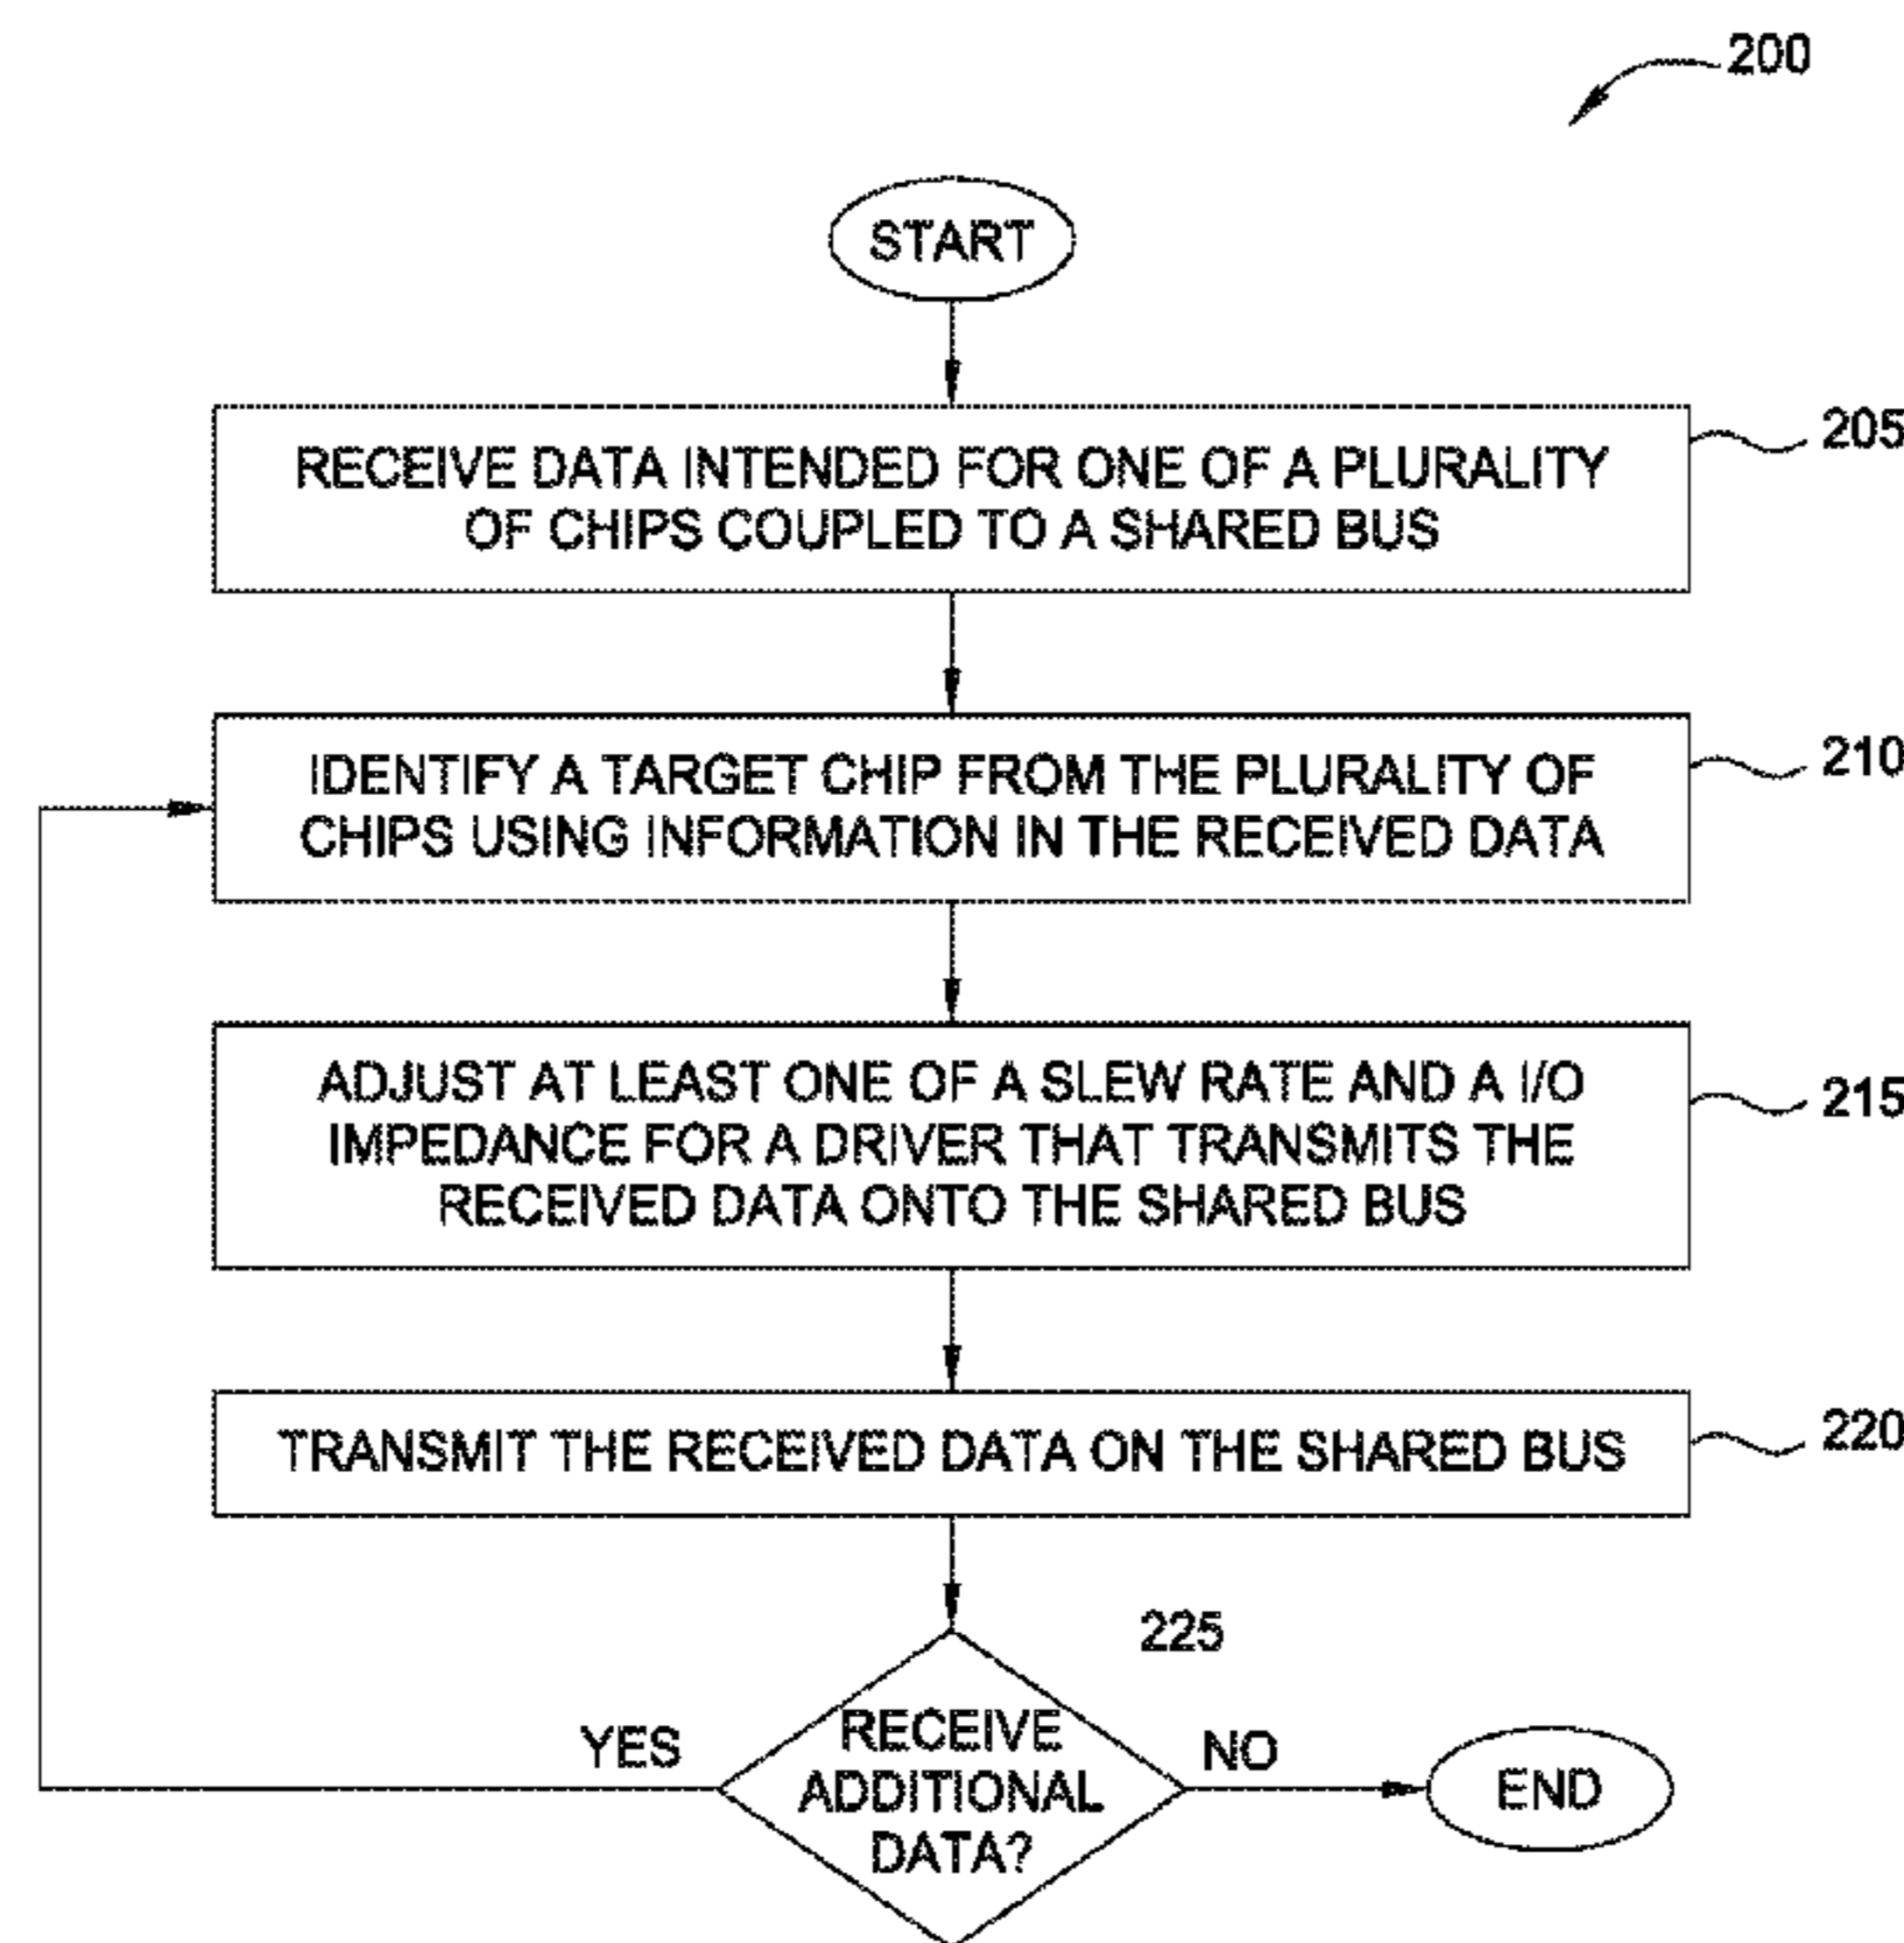 200
START
RECEIVE DATA INTENDED FOR ONE OF A PLURALITY
OF CHIPS COUPLED TO A SHARED BUS
205
IDENTIFY A TARGET CHIP FROM THE PLURALITY OF
CHIPS USING INFORMATION IN THE RECEIVED DATA
210
ADJUST AT LEAST ONE OF A SLEW RATE AND A I/O
IMPEDANCE FOR A DRIVER THAT TRANSMITS THE
RECEIVED DATA ONTO THE SHARED BUS
215
TRANSMIT THE RECEIVED DATA ON THE SHARED BUS
220
225
YES
RECEIVE
ADDITIONAL
DATA?
NO
END